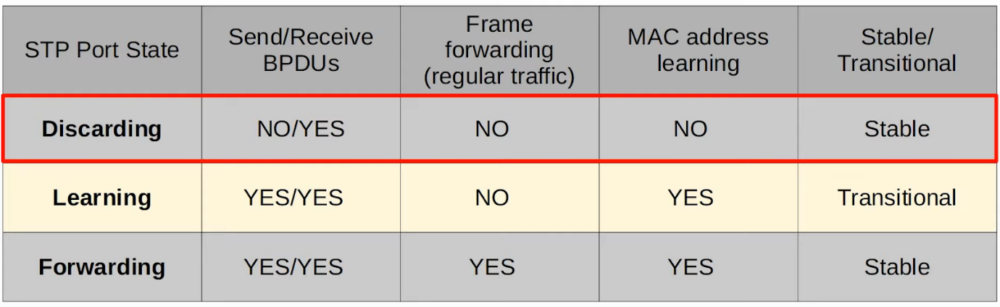 STP Port State
Send/Receive
BPDUs
Frame
forwarding
(regular traffic)
MAC address
learning
Stable/
Transitional
Discarding
NO/YES
NO
NO
Stable
Learning
YES/YES
NO
YES
Transitional
Forwarding
YES/YES
YES
YES
Stable